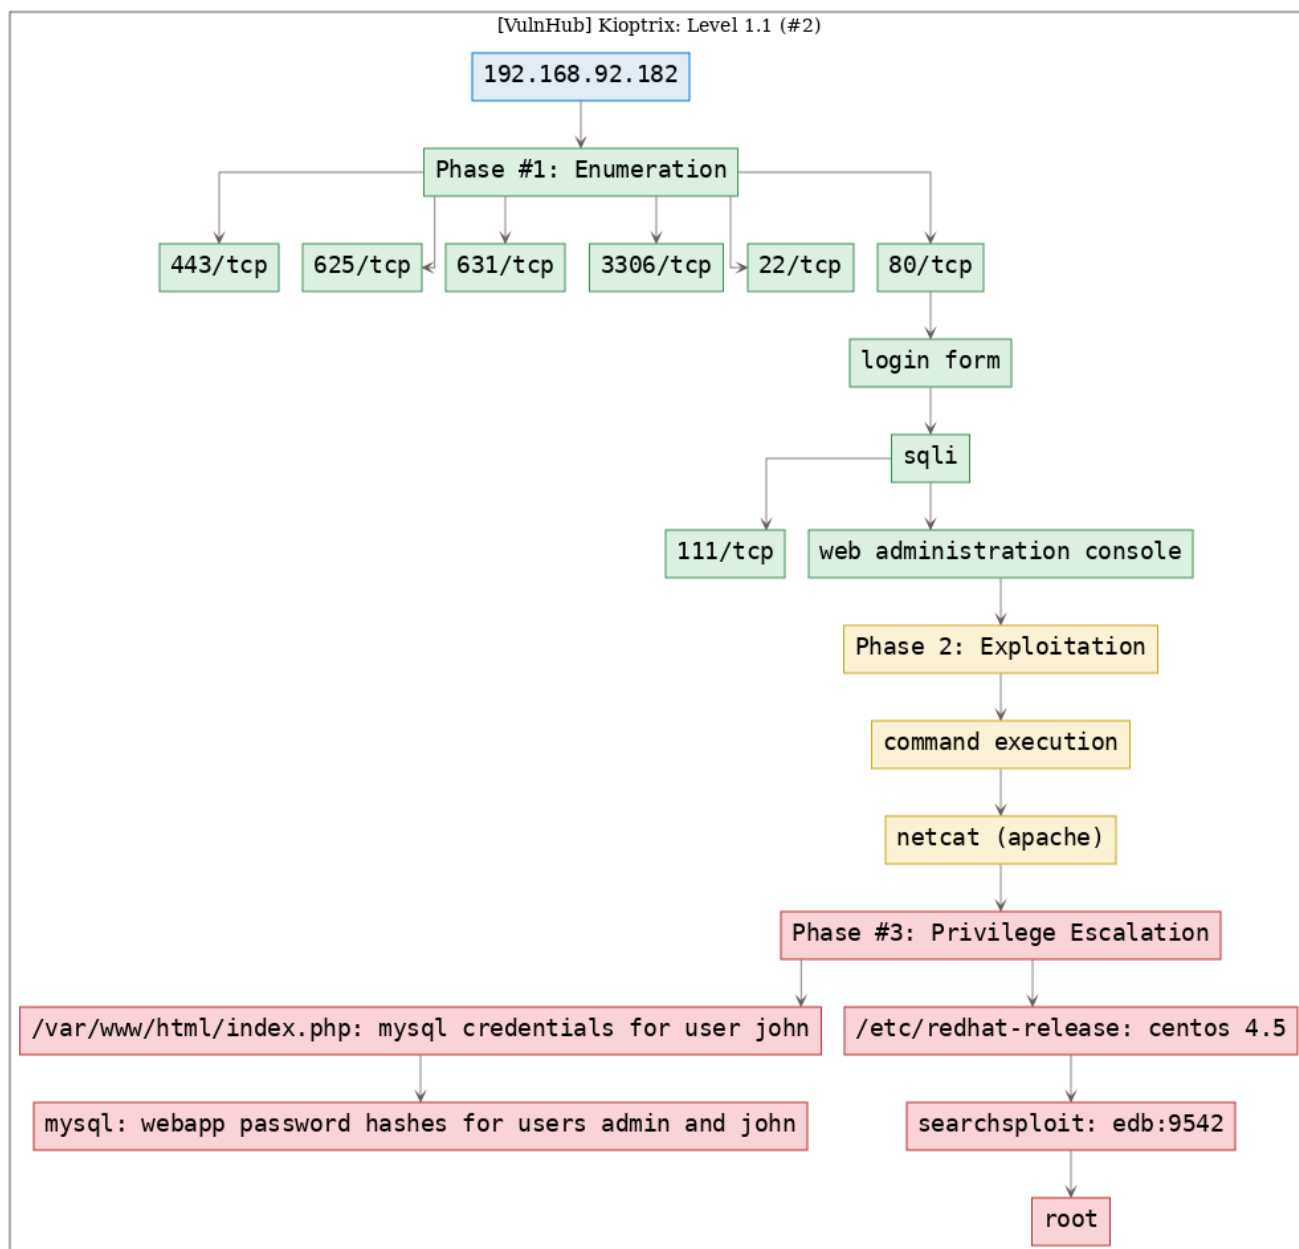 [VulnHub] Kioptrix: Level 1.1 (#2)
192.168.92.182
Phase #1: Enumeration
443/tcp
625/tcp
631/tcp
3306/tcp
22/tcp
80/tcp
login form
sqli
111/tcp
web administration console
Phase 2: Exploitation
command execution
netcat (apache)
Phase #3: Privilege Escalation
/var/www/html/index.php: mysql credentials for user john
/etc/redhat-release: centos 4.5
mysql: webapp password hashes for users admin and john
searchsploit: edb:9542
root